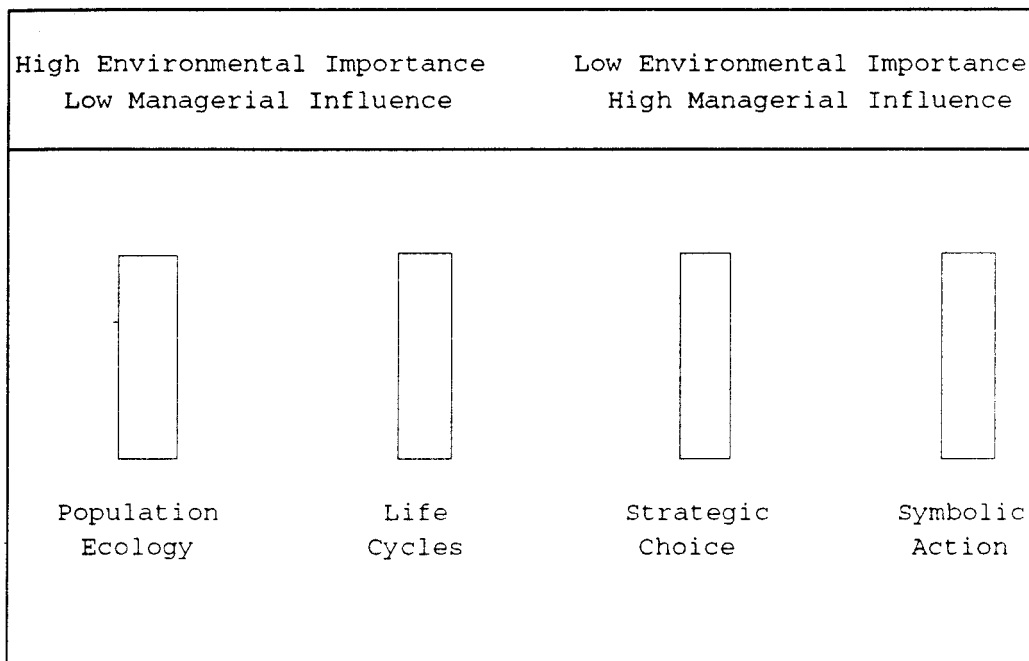 High Environmental Importance
Low Managerial Influence
Low Environmental Importance
High Managerial Influence
Population
Ecology
Life
Cycles
Strategic
Choice
Symbolic
Action